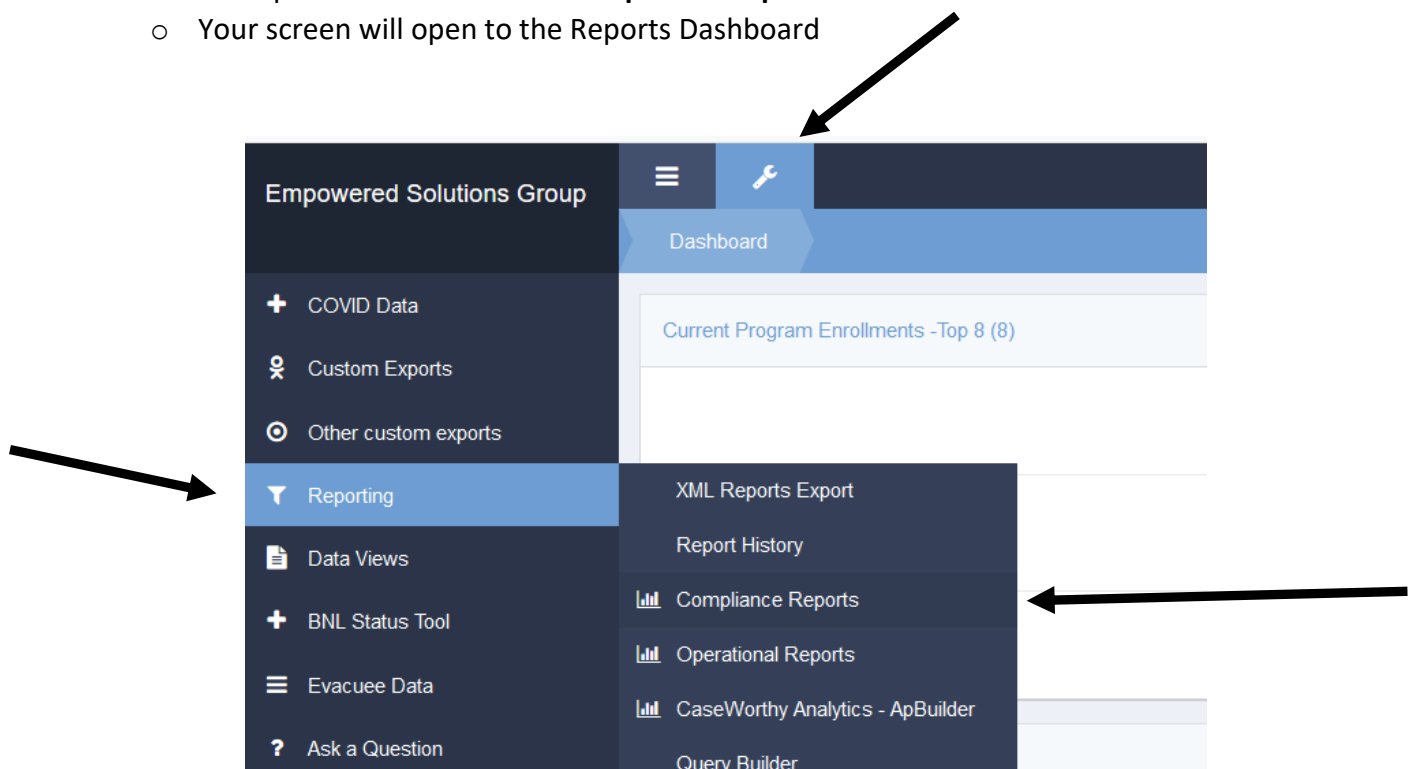 ○ Your screen will open to the Reports Dashboard
Empowered Solutions Group
Dashboard
COVID Data
Current Program Enrollments -Top 8 (8)
Custom Exports
Other custom exports
Reporting
XML Reports Export
Report History
Data Views
Compliance Reports
BNL Status Tool
Operational Reports
Evacuee Data
CaseWorthy Analytics - ApBuilder
? Ask a Question
Query Builder